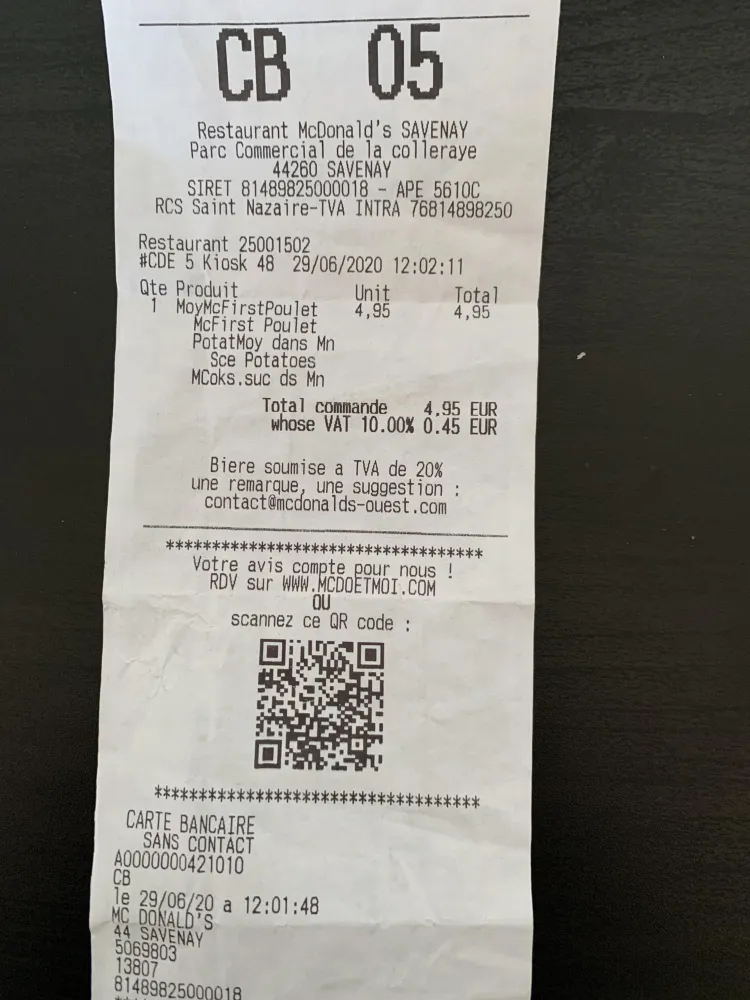 CB 05
Restaurant McDonald's SAVENAY
Parc Commercial de la colleraye
44260 SAVENAY
SIRET 81489825000018 - APE 5610C
RCS Saint Nazaire-TVA INTRA 76814898250
Restaurant 25001502
#CDE 5 Kiosk 48 29/06/2020 12:02:11
Qte Produit Unit Total
1 MoyMcFirstPoulet 4,95 4,95
McFirst Poulet
PotatMoy dans Mn
Sce Potatoes
MCoks.suc ds Mn
Total commande 4.95 EUR
whose VAT 10.00% 0.45 EUR
Biere soumise a TVA de 20%
une remarque, une suggestion :
contact@mcdonalds-ouest.com
***********************************
Votre avis compte pour nous !
RDV sur WWW.MCDOETMOI.COM
OU
scannez ce QR code :
************************************
CARTE BANCAIRE
SANS CONTACT
A0000000421010
CB
le 29/06/20 a 12:01:48
MC DONALD'S
44 SAVENAY
5069803
13807
81489825000018